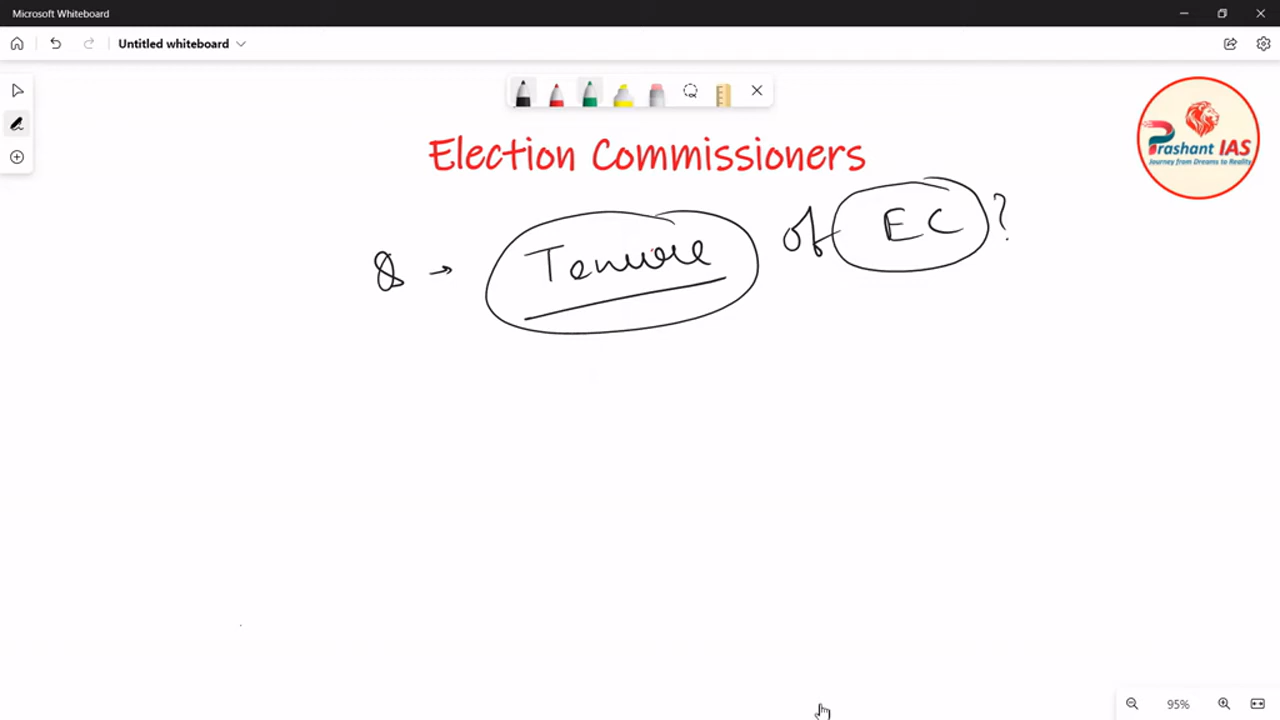 Microsoft Whiteboard
Untitled whiteboard
Election Commissioners
Prashant IAS
Journey from Dreams to Reality
Q → Tenure of EC ?
95%